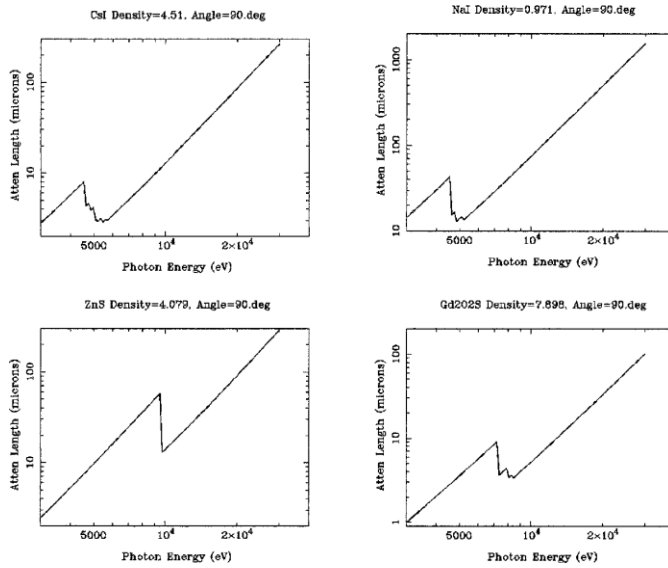 CsI Density=4.51, Angle=90.deg
100
10
Atten Length (microns)
5000 10⁴ 2×10⁴
Photon Energy (eV)
NaI Density=0.971, Angle=90.deg
1000
100
10
Atten Length (microns)
5000 10⁴ 2×10⁴
Photon Energy (eV)
ZnS Density=4.079, Angle=90.deg
100
10
Atten Length (microns)
5000 10⁴ 2×10⁴
Photon Energy (eV)
Gd2O2S Density=7.898, Angle=90.deg
100
10
1
Atten Length (microns)
5000 10⁴ 2×10⁴
Photon Energy (eV)